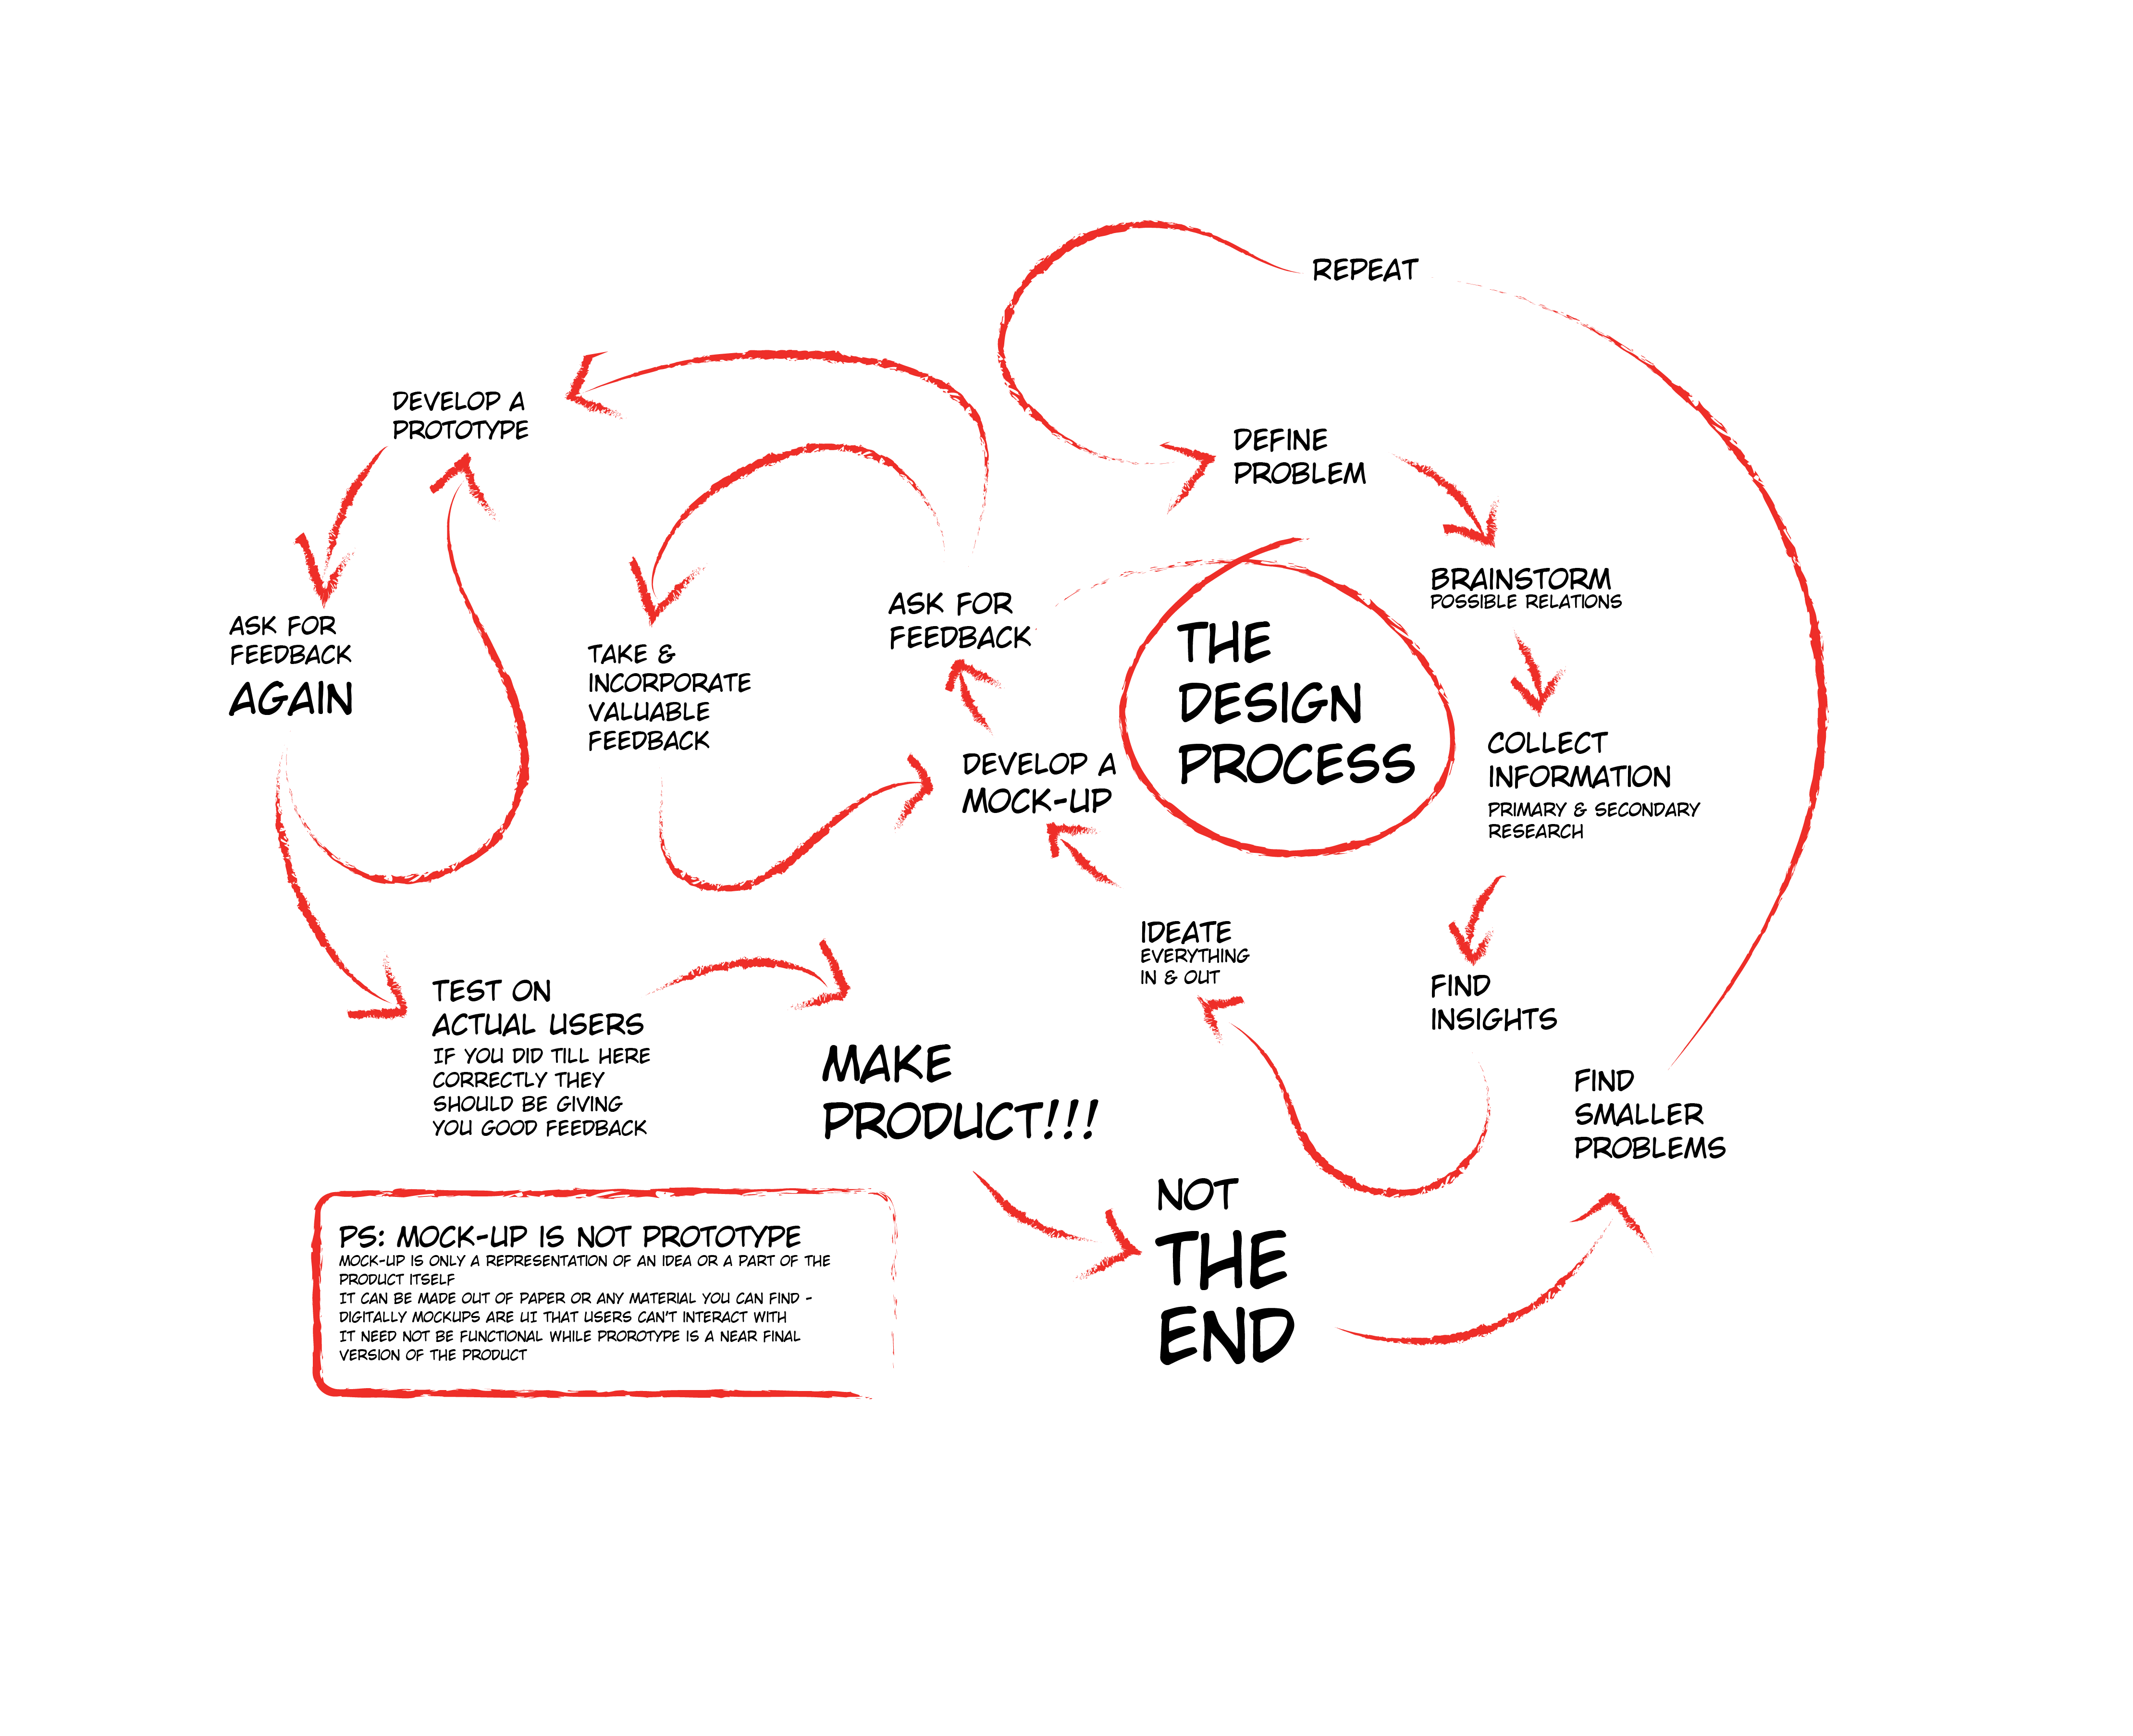 THE
DESIGN
PROCESS
REPEAT
DEFINE
PROBLEM
BRAINSTORM
POSSIBLE RELATIONS
COLLECT
INFORMATION
PRIMARY & SECONDARY
RESEARCH
FIND
INSIGHTS
IDEATE
EVERYTHING
IN & OUT
DEVELOP A
MOCK-UP
ASK FOR
FEEDBACK
TAKE &
INCORPORATE
VALUABLE
FEEDBACK
DEVELOP A
PROTOTYPE
ASK FOR
FEEDBACK
AGAIN
TEST ON
ACTUAL USERS
IF YOU DID TILL HERE
CORRECTLY THEY
SHOULD BE GIVING
YOU GOOD FEEDBACK
MAKE
PRODUCT!!!
NOT
THE
END
FIND
SMALLER
PROBLEMS
PS: MOCK-UP IS NOT PROTOTYPE
MOCK-UP IS ONLY A REPRESENTATION OF AN IDEA OR A PART OF THE
PRODUCT ITSELF
IT CAN BE MADE OUT OF PAPER OR ANY MATERIAL YOU CAN FIND -
DIGITALLY MOCKUPS ARE UI THAT USERS CAN'T INTERACT WITH
IT NEED NOT BE FUNCTIONAL WHILE PROROTYPE IS A NEAR FINAL
VERSION OF THE PRODUCT